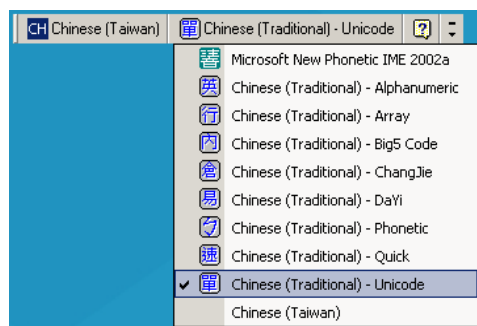 CH Chinese (Taiwan) 單 Chinese (Traditional) - Unicode ?
Microsoft New Phonetic IME 2002a
英 Chinese (Traditional) - Alphanumeric
行 Chinese (Traditional) - Array
內 Chinese (Traditional) - Big5 Code
倉 Chinese (Traditional) - ChangJie
易 Chinese (Traditional) - DaYi
ㄅ Chinese (Traditional) - Phonetic
速 Chinese (Traditional) - Quick
單 Chinese (Traditional) - Unicode
Chinese (Taiwan)